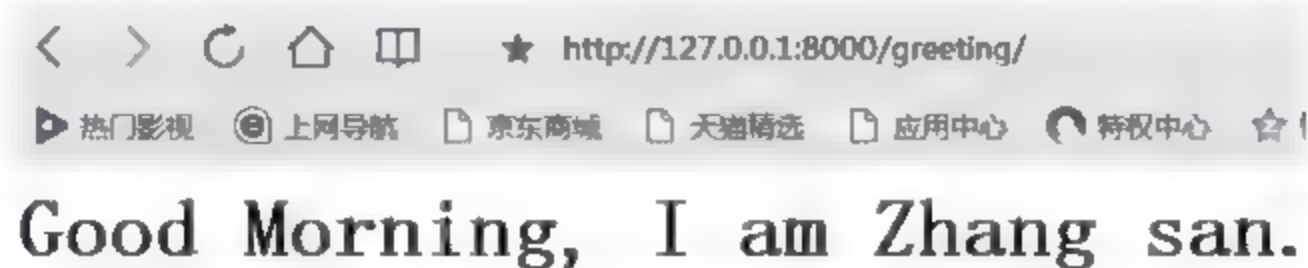 http://127.0.0.1:8000/greeting/
热门影视 上网导航 京东商城 天猫精选 应用中心 特权中心
Good Morning, I am Zhang san.